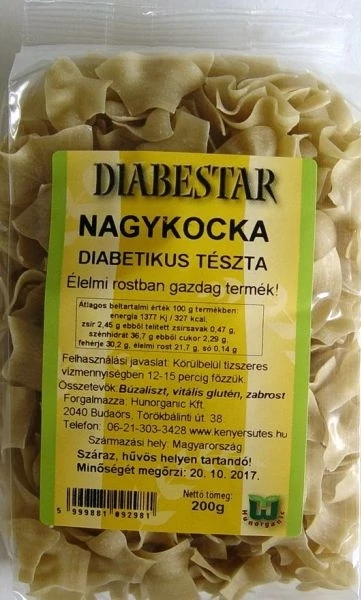 DIABESTAR
NAGYKOCKA
DIABETIKUS TÉSZTA
Élelmi rostban gazdag termék!
Átlagos beltartalmi érték 100 g termékben:
energia 1377 Kj / 327 kcal,
zsír 2,45 g ebből telített zsírsavak 0,47 g,
szénhidrát 36,7 g ebből cukor 2,29 g,
fehérje 30,2 g, élelmi rost 21,7 g, só 0,14 g
Felhasználási javaslat: Körülbelül tízszeres
vízmennyiségben 12-15 percig főzzük.
Összetevők: Búzaliszt, vitális glutén, zabrost
Forgalmazza: Hunorganic Kft.
2040 Budaörs, Törökbálinti út. 38.
Telefon: 06-21-303-3428 www.kenyersutes.hu
Származási hely: Magyarország
Száraz, hűvös helyen tartandó!
Minőségét megőrzi: 20. 10. 2017.
Nettó tömeg:
200g
5 999881 092981
Hunorganic